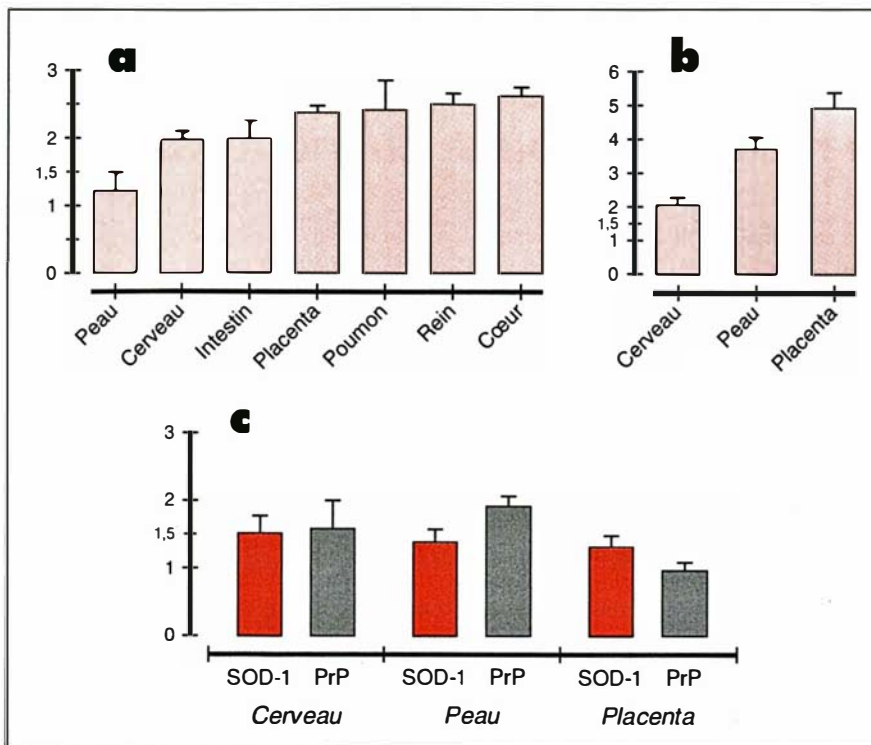 a
3
2
1,5
1
0
Peau
Cerveau
Intestin
Placenta
Poumon
Rein
Cœur
b
6
5
4
3
2
1,5
1
0
Cerveau
Peau
Placenta
c
3
2
1,5
1
0
SOD-1 PrP SOD-1 PrP SOD-1 PrP
Cerveau Peau Placenta